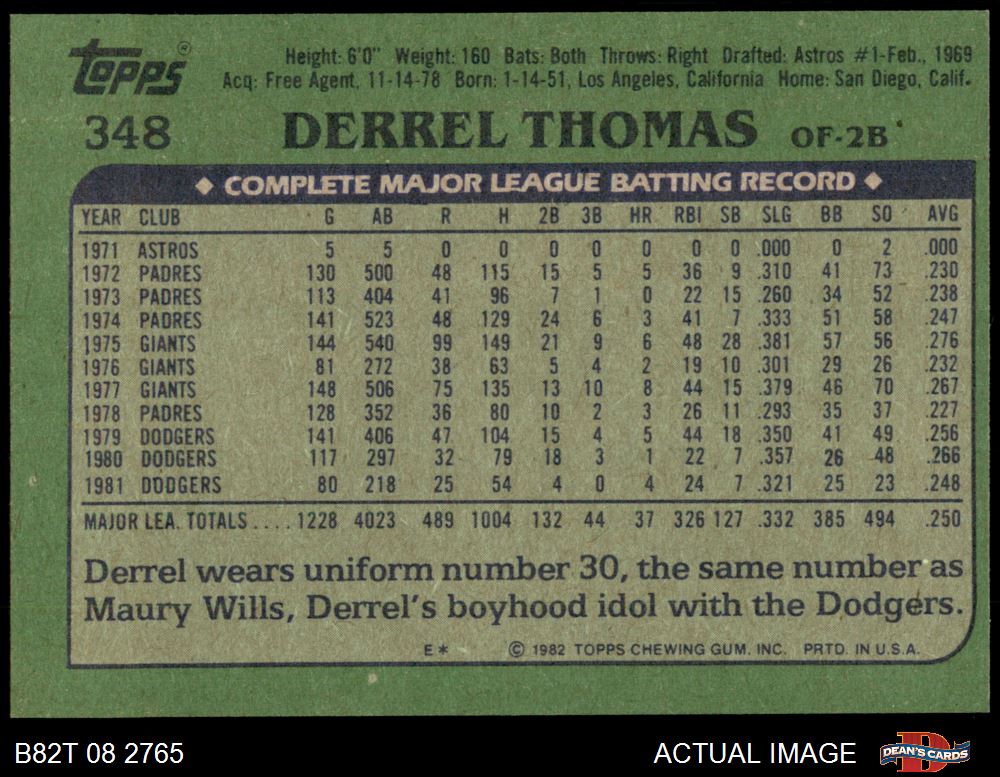 Topps®
Height: 6'0" Weight: 160 Bats: Both Throws: Right Drafted: Astros #1-Feb., 1969
Acq: Free Agent, 11-14-78 Born: 1-14-51, Los Angeles, California Home: San Diego, Calif.
348 DERREL THOMAS OF-2B
◆ COMPLETE MAJOR LEAGUE BATTING RECORD ◆
YEAR CLUB G AB R H 2B 3B HR RBI SB SLG BB SO AVG
1971 ASTROS 5 5 0 0 0 0 0 0 0 .000 0 2 .000
1972 PADRES 130 500 48 115 15 5 5 36 9 .310 41 73 .230
1973 PADRES 113 404 41 96 7 1 0 22 15 .260 34 52 .238
1974 PADRES 141 523 48 129 24 6 3 41 7 .333 51 58 .247
1975 GIANTS 144 540 99 149 21 9 6 48 28 .381 57 56 .276
1976 GIANTS 81 272 38 63 5 4 2 19 10 .301 29 26 .232
1977 GIANTS 148 506 75 135 13 10 8 44 15 .379 46 70 .267
1978 PADRES 128 352 36 80 10 2 3 26 11 .293 35 37 .227
1979 DODGERS 141 406 47 104 15 4 5 44 18 .350 41 49 .256
1980 DODGERS 117 297 32 79 18 3 1 22 7 .357 26 48 .266
1981 DODGERS 80 218 25 54 4 0 4 24 7 .321 25 23 .248
MAJOR LEA. TOTALS.... 1228 4023 489 1004 132 44 37 326 127 .332 385 494 .250
Derrel wears uniform number 30, the same number as
Maury Wills, Derrel's boyhood idol with the Dodgers.
E* © 1982 TOPPS CHEWING GUM, INC. PRTD. IN U.S.A.
B82T 08 2765 ACTUAL IMAGE D DEAN'S CARDS